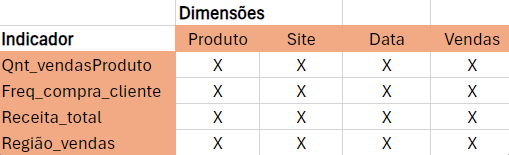 Dimensões
Indicador Produto Site Data Vendas
Qnt_vendasProduto X X X X
Freq_compra_cliente X X X X
Receita_total X X X X
Região_vendas X X X X